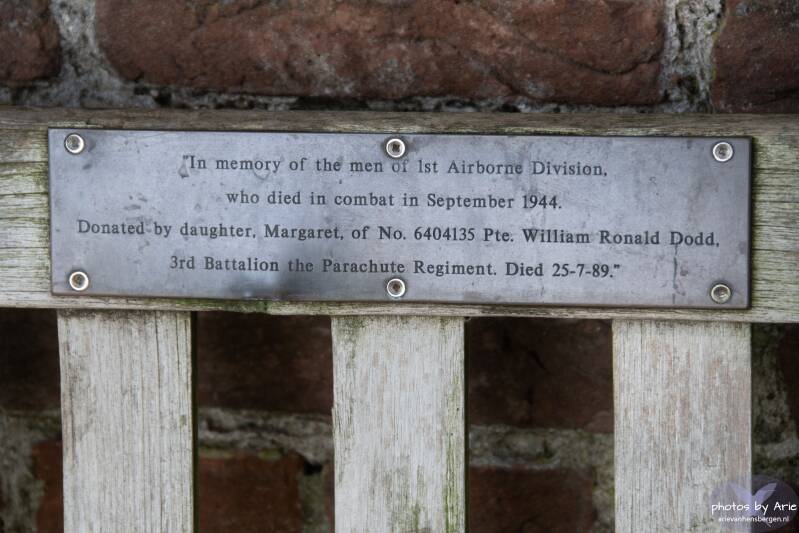 "In memory of the men of 1st Airborne Division,
who died in combat in September 1944.
Donated by daughter, Margaret, of No. 6404135 Pte. William Ronald Dodd,
3rd Battalion the Parachute Regiment. Died 25-7-89."
photos by Arie
arievanhensbergen.nl